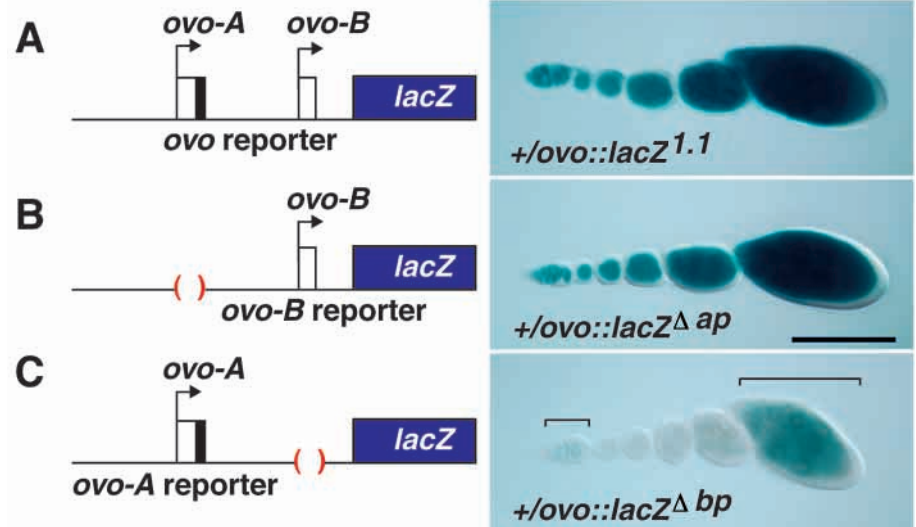 A
ovo-A
ovo-B
lacZ
ovo reporter
+/ovo::lacZ1.1
B
ovo-B
lacZ
( )
ovo-B reporter
+/ovo::lacZΔ ap
C
ovo-A
lacZ
( )
ovo-A reporter
+/ovo::lacZΔ bp